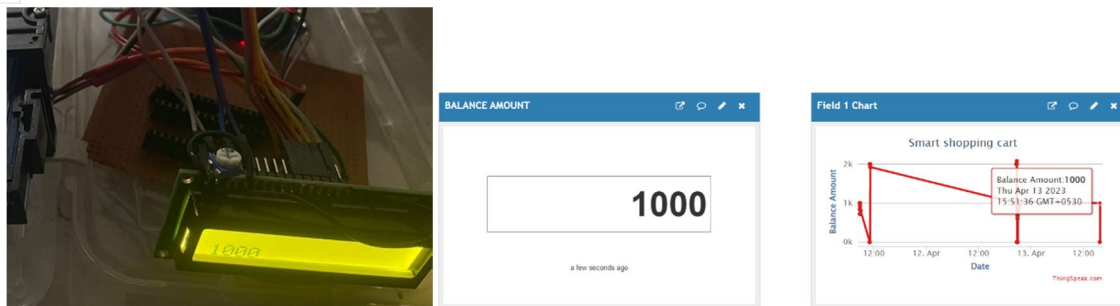 1000
BALANCE AMOUNT
1000
a few seconds ago
Field 1 Chart
Smart shopping cart
Balance Amount
2k
1k
0k
Balance Amount:1000
Thu Apr 13 2023
15:51:36 GMT+0530
12:00
12. Apr
12:00
13. Apr
12:00
Date
ThingSpeak.com